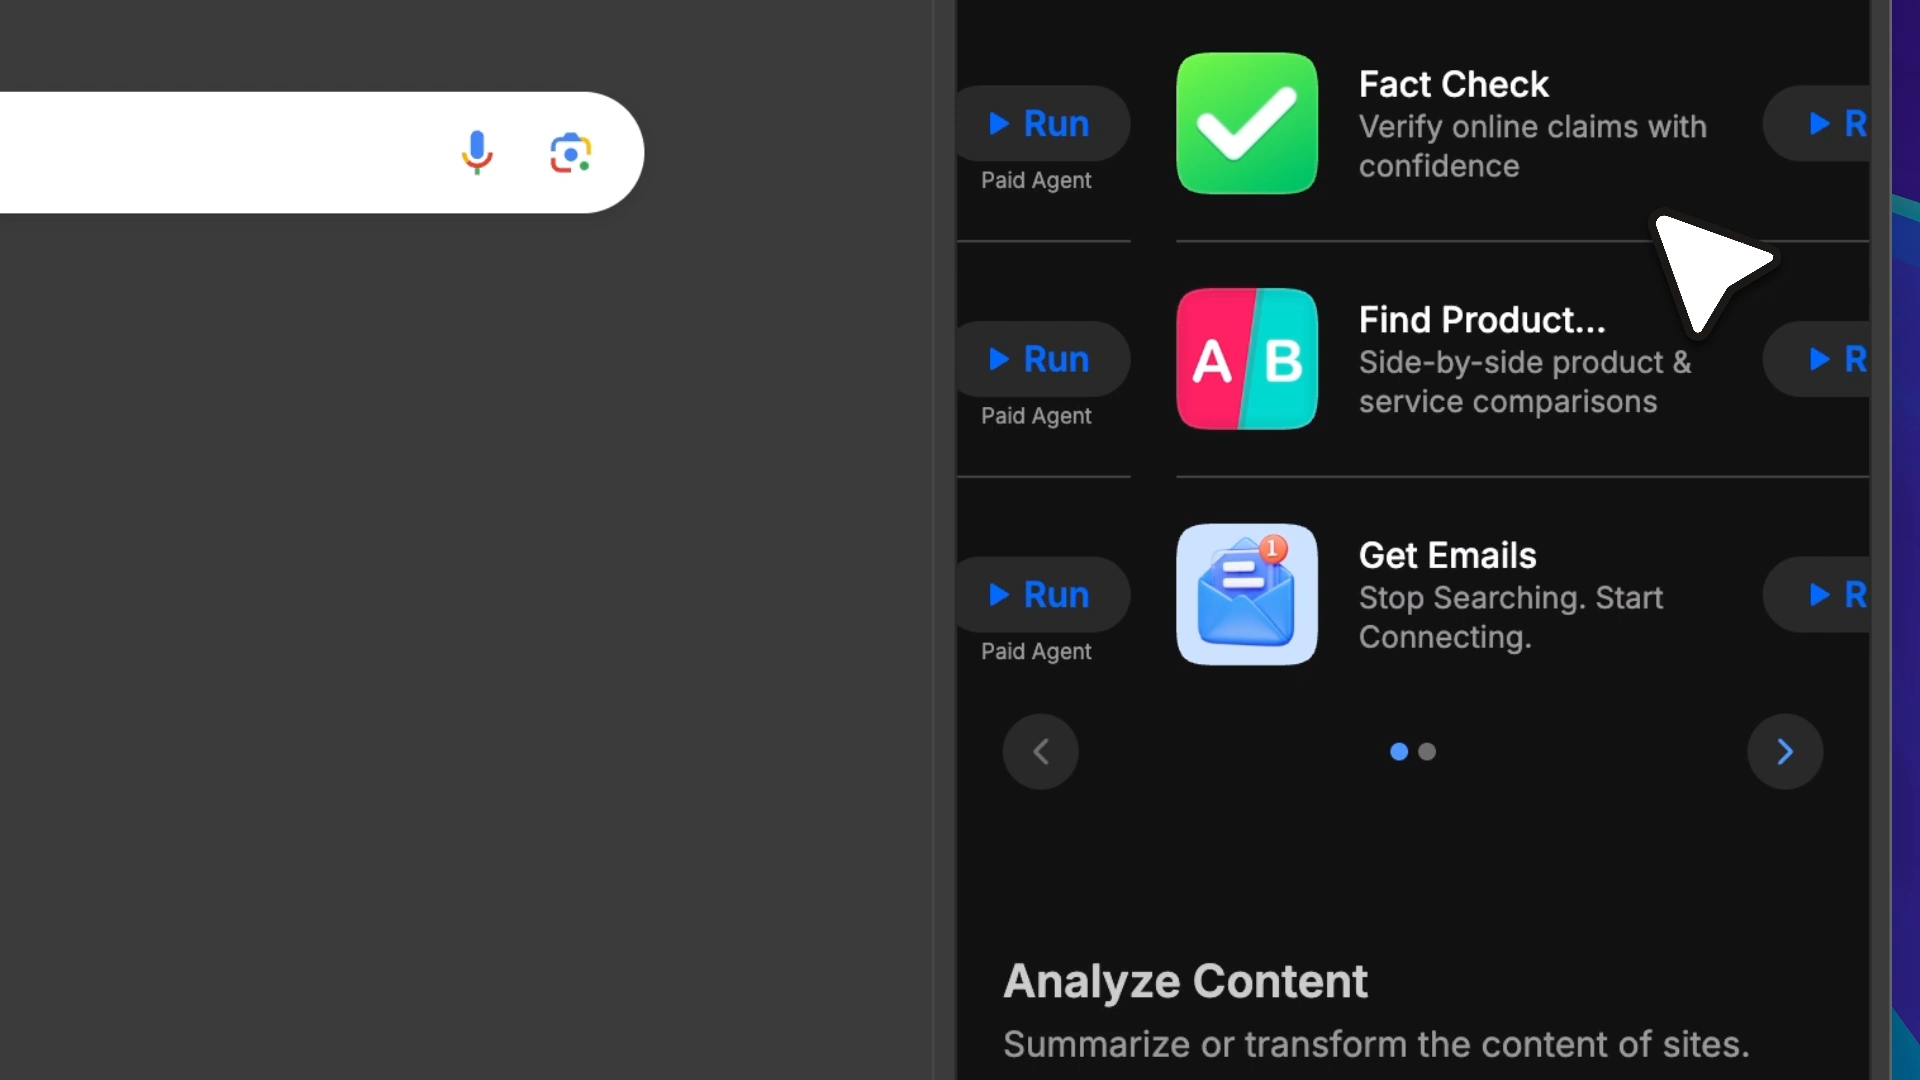 Run
Paid Agent
Fact Check
Verify online claims with
confidence
R
Run
Paid Agent
A B
Find Product...
Side-by-side product &
service comparisons
R
Run
Paid Agent
1
Get Emails
Stop Searching. Start
Connecting.
R
Analyze Content
Summarize or transform the content of sites.